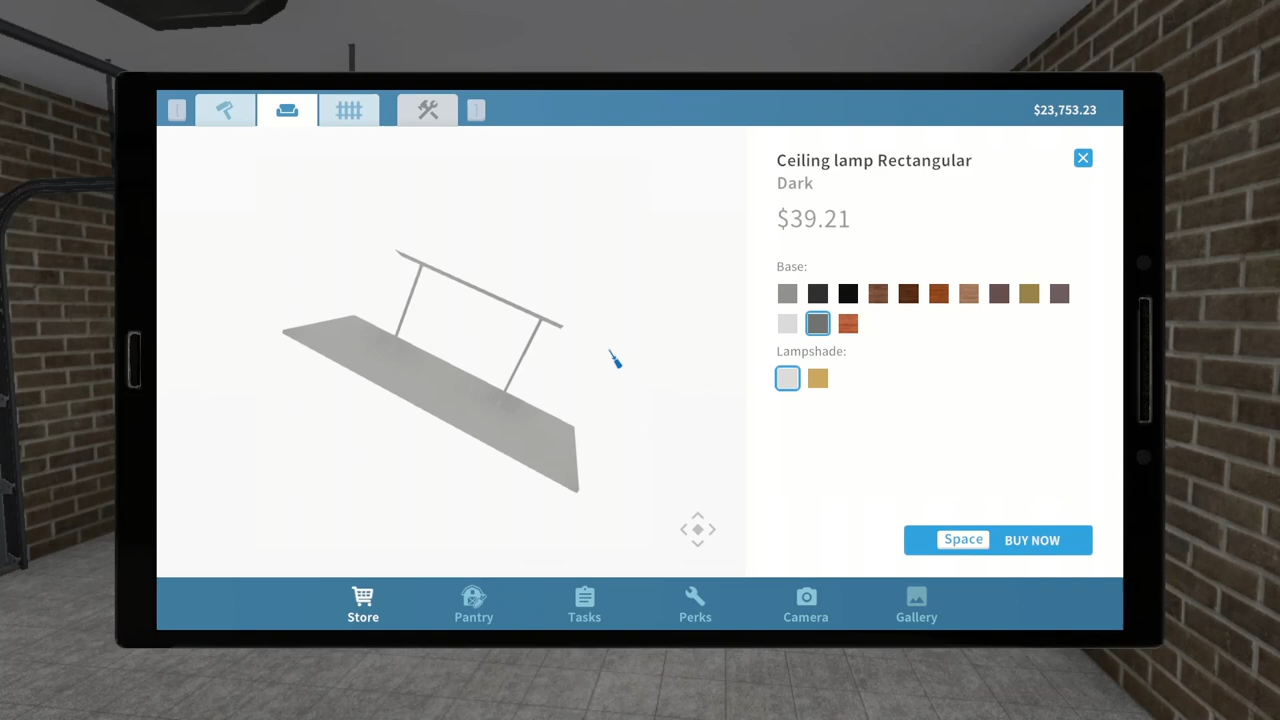 $23,753.23
Ceiling lamp Rectangular
Dark
$39.21
Base:
Lampshade:
Space BUY NOW
Store
Pantry
Tasks
Perks
Camera
Gallery